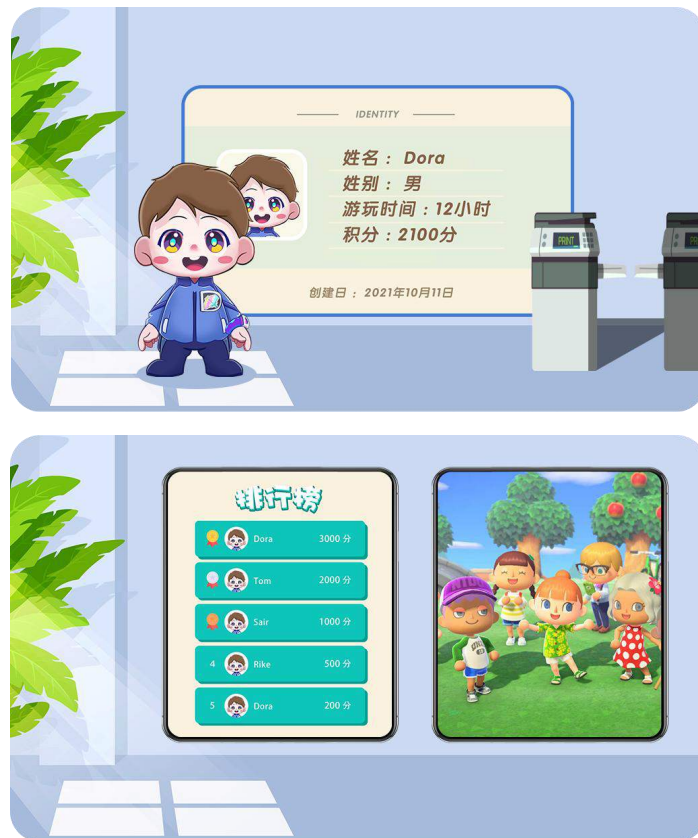 IDENTITY
姓名：Dora
姓别：男
游玩时间：12小时
积分：2100分
创建日：2021年10月11日
PRINT
PRINT
排行榜
Dora 3000 分
Tom 2000 分
Sair 1000 分
4 Rike 500 分
5 Dora 200 分